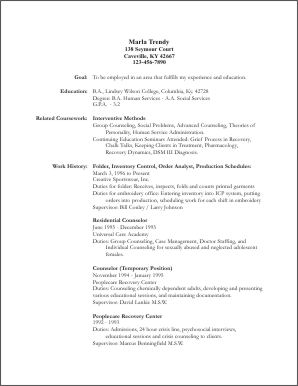 Marla Trendy
138 Seymour Court
Caveville, KY 42667
123-456-7890
Goal: To be employed in an area that fulfills my experience and education.
Education: B.A., Lindsey Wilson College, Columbia, Ky. 42728
Degree: B.A. Human Services - A.A. Social Services
G.P.A. - 3.2
Related Coursework: Interventive Methods
Group Counseling, Social Problems, Advanced Counseling, Theories of
Personality, Human Service Administration.
Continuing Education Seminars Attended: Grief Process in Recovery,
Chalk Talks, Keeping Clients in Treatment, Pharmacology,
Recovery Dynamics, DSM III Diagnosis.
Work History: Folder, Inventory Control, Order Analyst, Production Schedules:
March 3, 1996 to Present
Creative Sportswear, Inc.
Duties for folder: Receives, inspects, folds and counts printed garments
Duties for embroidery office: Entering inventory into ICP system, putting
orders into production, scheduling work for each shift in embroidery
Supervisor: Bill Conley / Larry Johnson
Residential Counselor
June 1995 - December 1995
Universal Care Academy
Duties: Group Counseling, Case Management, Doctor Staffing, and
Individual Counseling for sexually abused and neglected adolescent
females.
Counselor (Temporary Position)
November 1994 - January 1995
Peoplecare Recovery Center
Duties: Counseling chemically dependent adults, developing and presenting
various educational sessions, and maintaining documentation.
Supervisor: David Lankie M.S.W.
Peoplecare Recovery Center
1992 - 1993
Duties: Admissions, 24 hour crisis line, psychosocial interviews,
educational sessions and crisis counseling to clients.
Supervisor: Marcus Benningfield M.S.W.